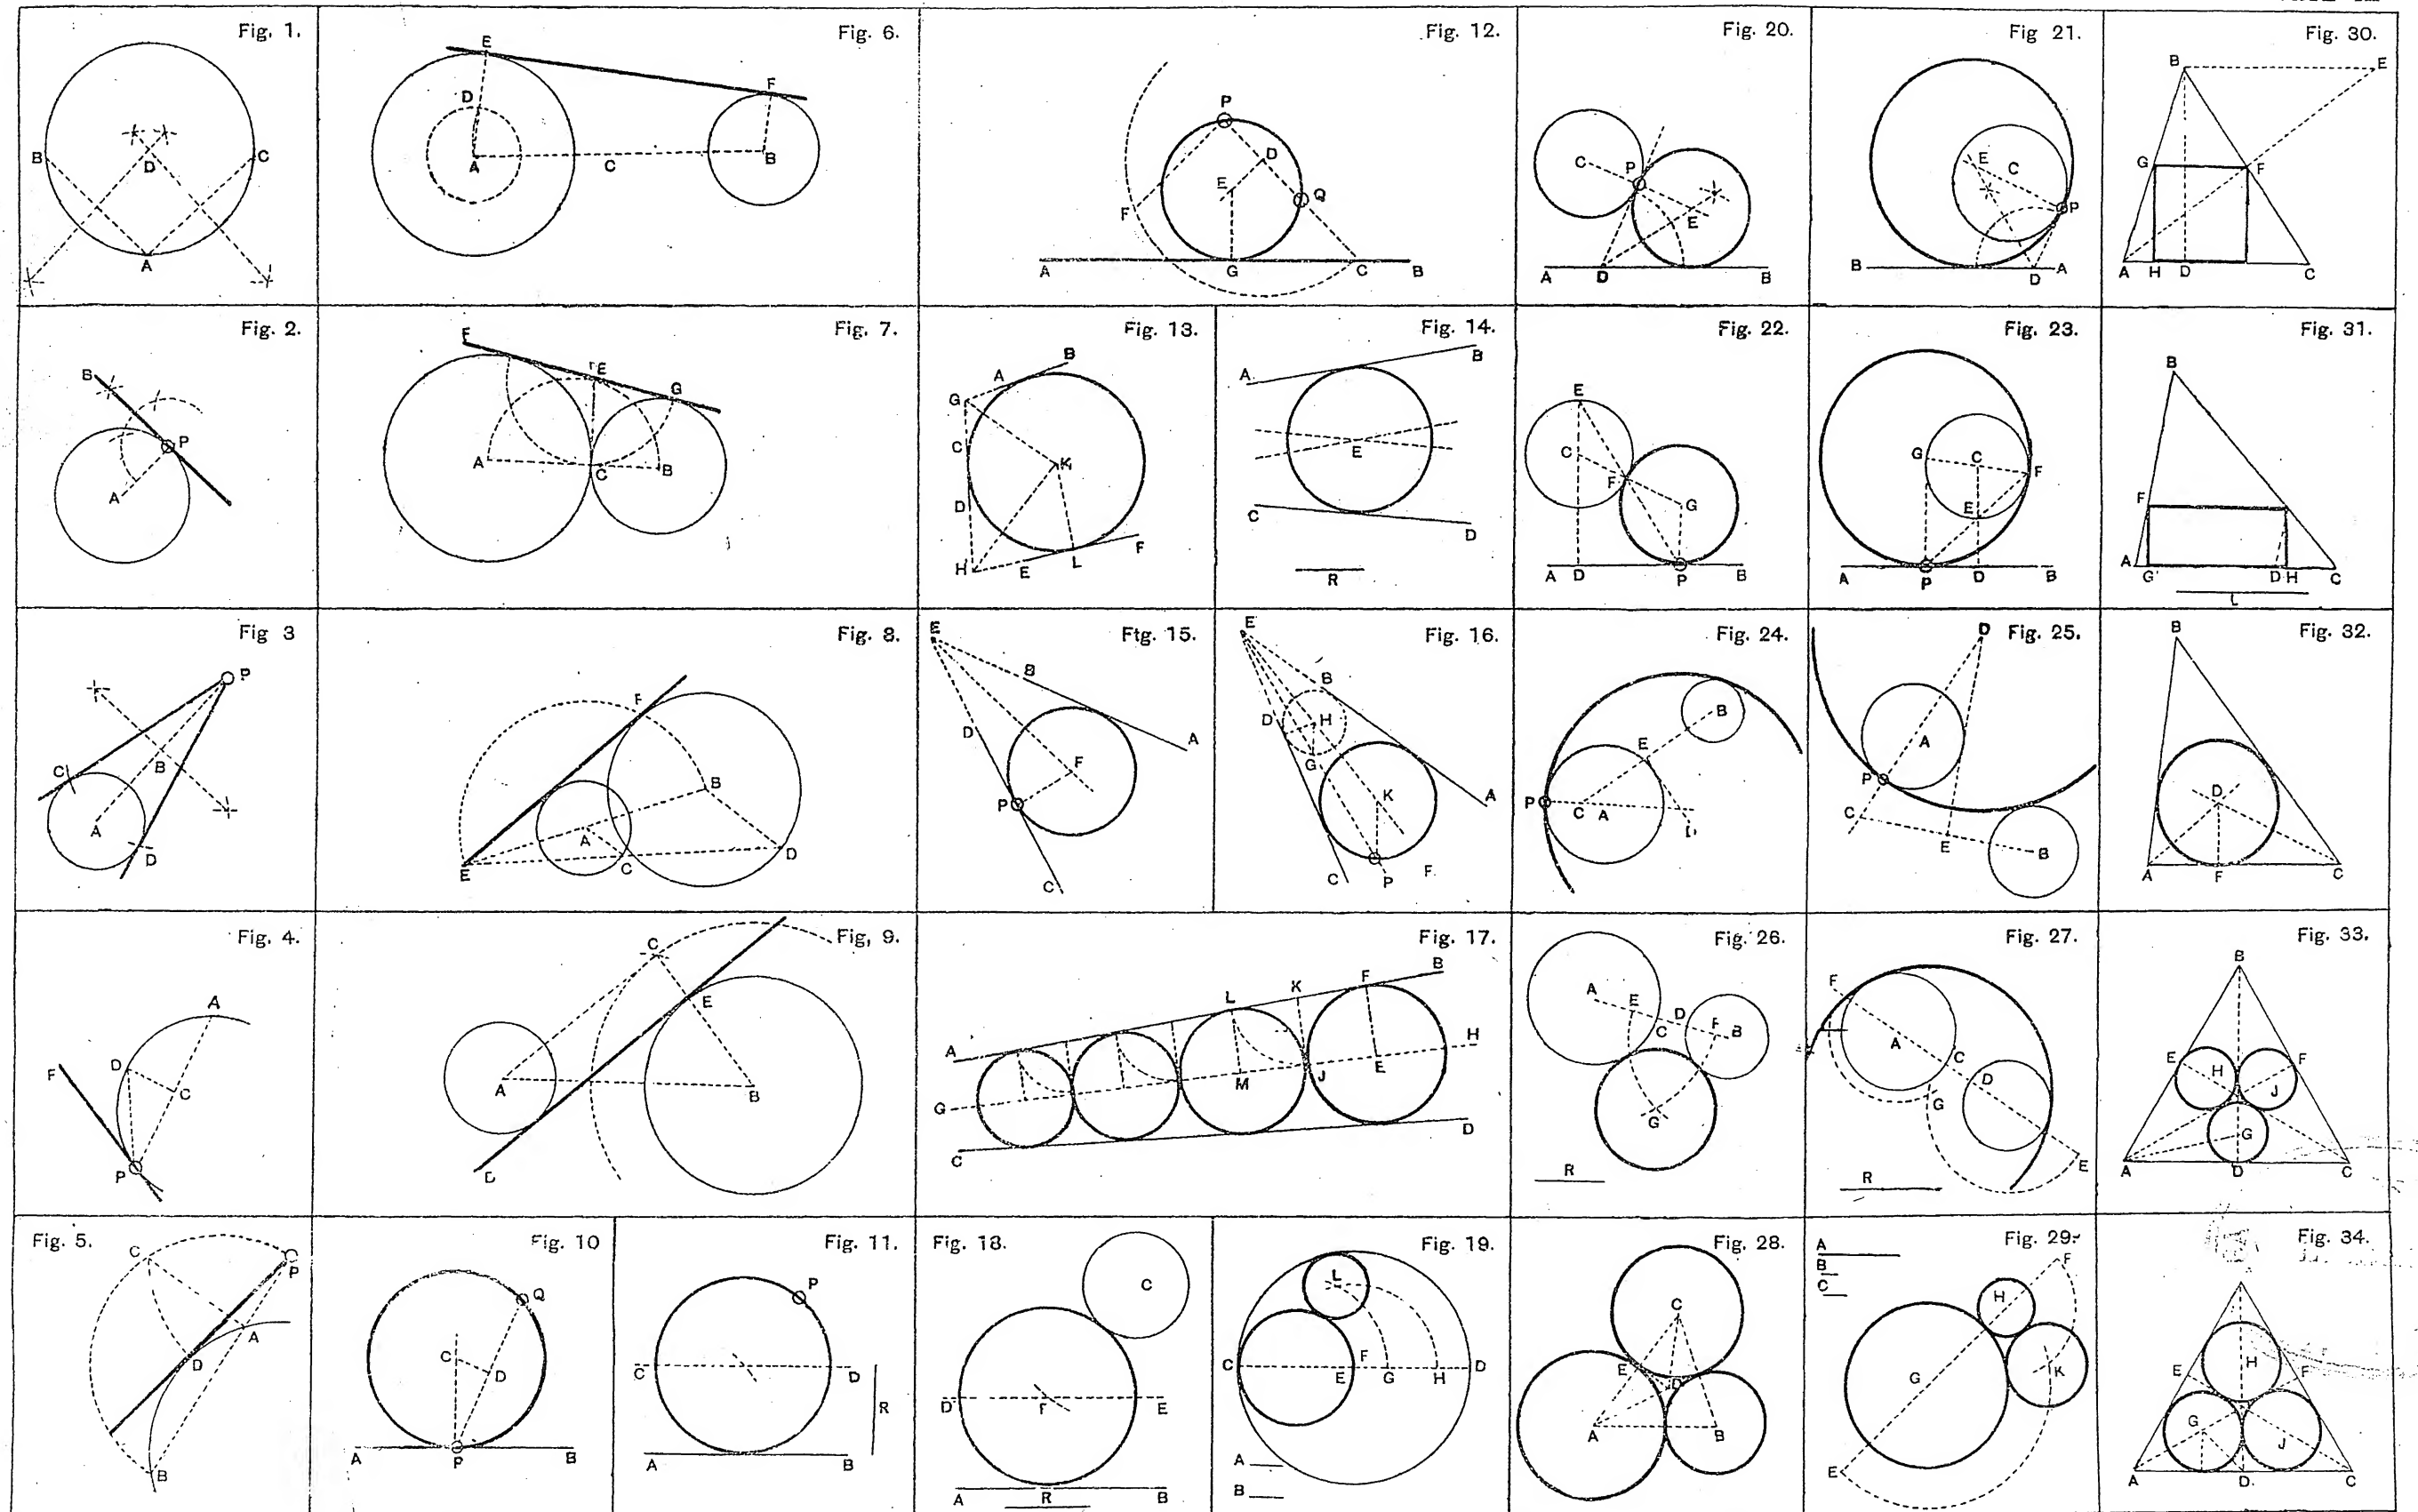 Fig. 1.
B
D
C
A
Fig. 6.
E
D
F
A
C
B
Fig. 12.
P
D
E
Q
F
A
G
C
B
Fig. 20.
C
P
E
A
D
B
Fig 21.
E
C
P
B
D
A
Fig. 30.
B
E
G
F
A
H
D
C
Fig. 2.
B
P
A
Fig. 7.
F
E
G
A
C
B
Fig. 13.
B
A
G
C
K
D
H
E
L
F
Fig. 14.
B
A
E
C
D
R
Fig. 22.
E
C
F
G
A
D
P
B
Fig. 23.
G
C
F
E
A
P
D
B
Fig. 31.
B
F
A
G
D
H
C
L
Fig 3
P
B
C
A
D
Fig. 8.
F
B
A
D
E
C
Ftg. 15.
E
B
A
D
F
P
C
Fig. 16.
E
B
D
H
G
K
A
C
P
F.
Fig. 24.
B
E
P
C
A
D
Fig. 25.
D
A
P
C
E
B
Fig. 32.
B
D
A
F
C
Fig. 4.
A
D
F
C
P
Fig, 9.
C
E
A
B
D
Fig. 17.
B
F
K
L
H
A
E
J
M
G
D
C
Fig. 26.
A
E
D
C
F
B
G
R
Fig. 27.
F
A
C
D
G
E
R
Fig. 33.
B
E
H
F
J
G
A
D
C
Fig. 5.
C
P
A
D
B
Fig. 10
Q
C
D
A
P
B
Fig. 11.
P
C
D
R
A
B
Fig. 18.
C
D
F
E
A
R
B
Fig. 19.
L
C
E
F
G
H
D
A
B
Fig. 28.
C
E
D
A
B
Fig. 29.
A
B
C
F
H
G
K
E
Fig. 34.
E
H
F
G
J
A
D
C